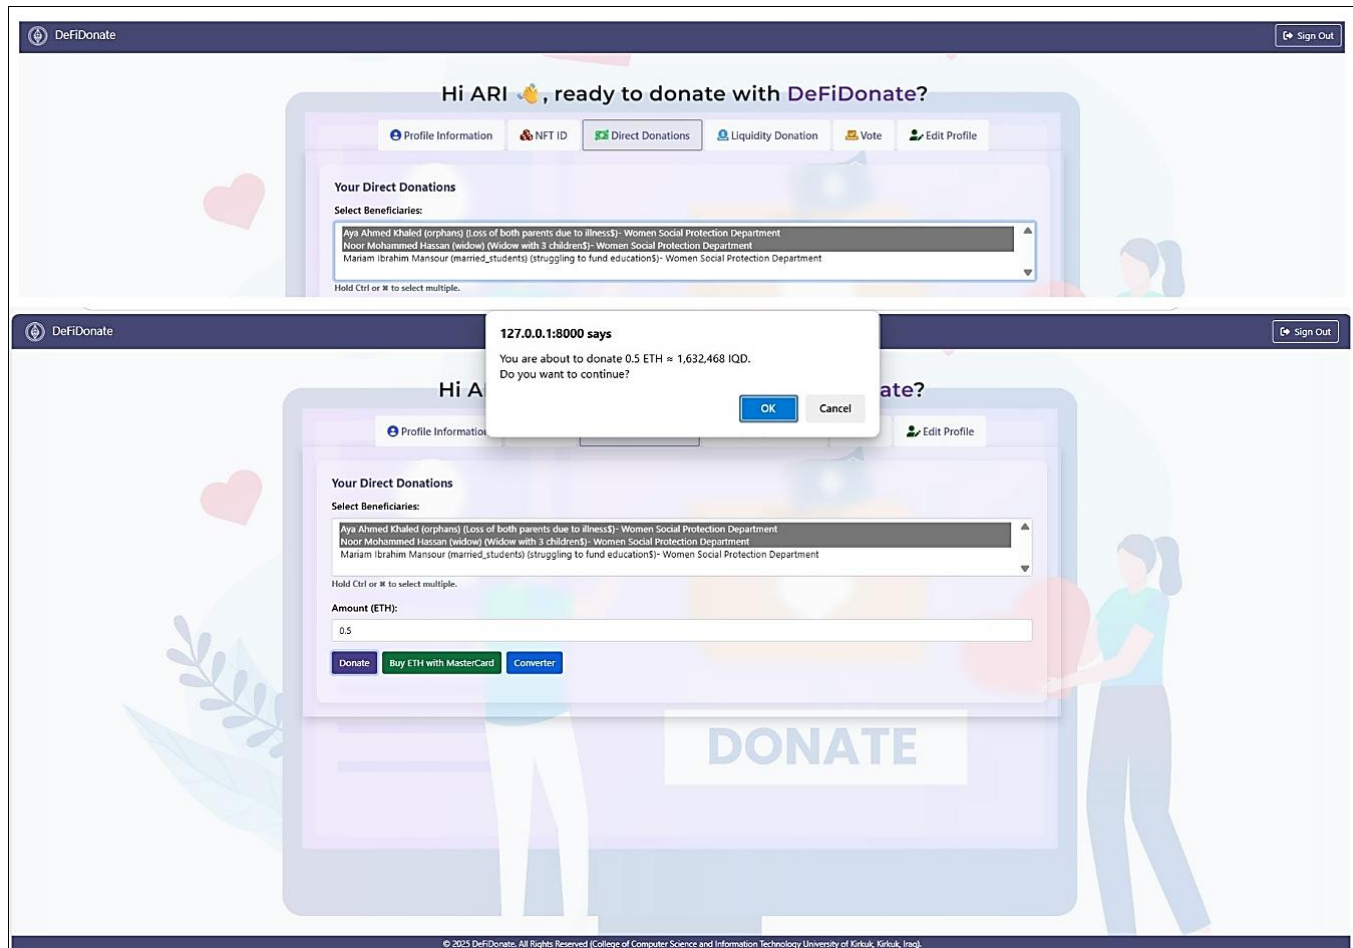 DeFiDonate
Sign Out
Hi ARI 👋, ready to donate with DeFiDonate?
Profile Information NFT ID Direct Donations Liquidity Donation Vote Edit Profile
Your Direct Donations
Select Beneficiaries:
Aya Ahmed Khaled (orphans) (Loss of both parents due to illness$)- Women Social Protection Department
Noor Mohammed Hassan (widow) (Widow with 3 children$)- Women Social Protection Department
Mariam Ibrahim Mansour (married_students) (struggling to fund education$)- Women Social Protection Department
Hold Ctrl or ⌘ to select multiple.
DeFiDonate
Sign Out
127.0.0.1:8000 says
You are about to donate 0.5 ETH ≈ 1,632,468 IQD.
Do you want to continue?
OK Cancel
Hi A ate?
Profile Information Edit Profile
Your Direct Donations
Select Beneficiaries:
Aya Ahmed Khaled (orphans) (Loss of both parents due to illness$)- Women Social Protection Department
Noor Mohammed Hassan (widow) (Widow with 3 children$)- Women Social Protection Department
Mariam Ibrahim Mansour (married_students) (struggling to fund education$)- Women Social Protection Department
Hold Ctrl or ⌘ to select multiple.
Amount (ETH):
0.5
Donate Buy ETH with MasterCard Converter
DONATE
© 2025 DeFiDonate. All Rights Reserved (College of Computer Science and Information Technology University of Kirkuk, Kirkuk, Iraq).